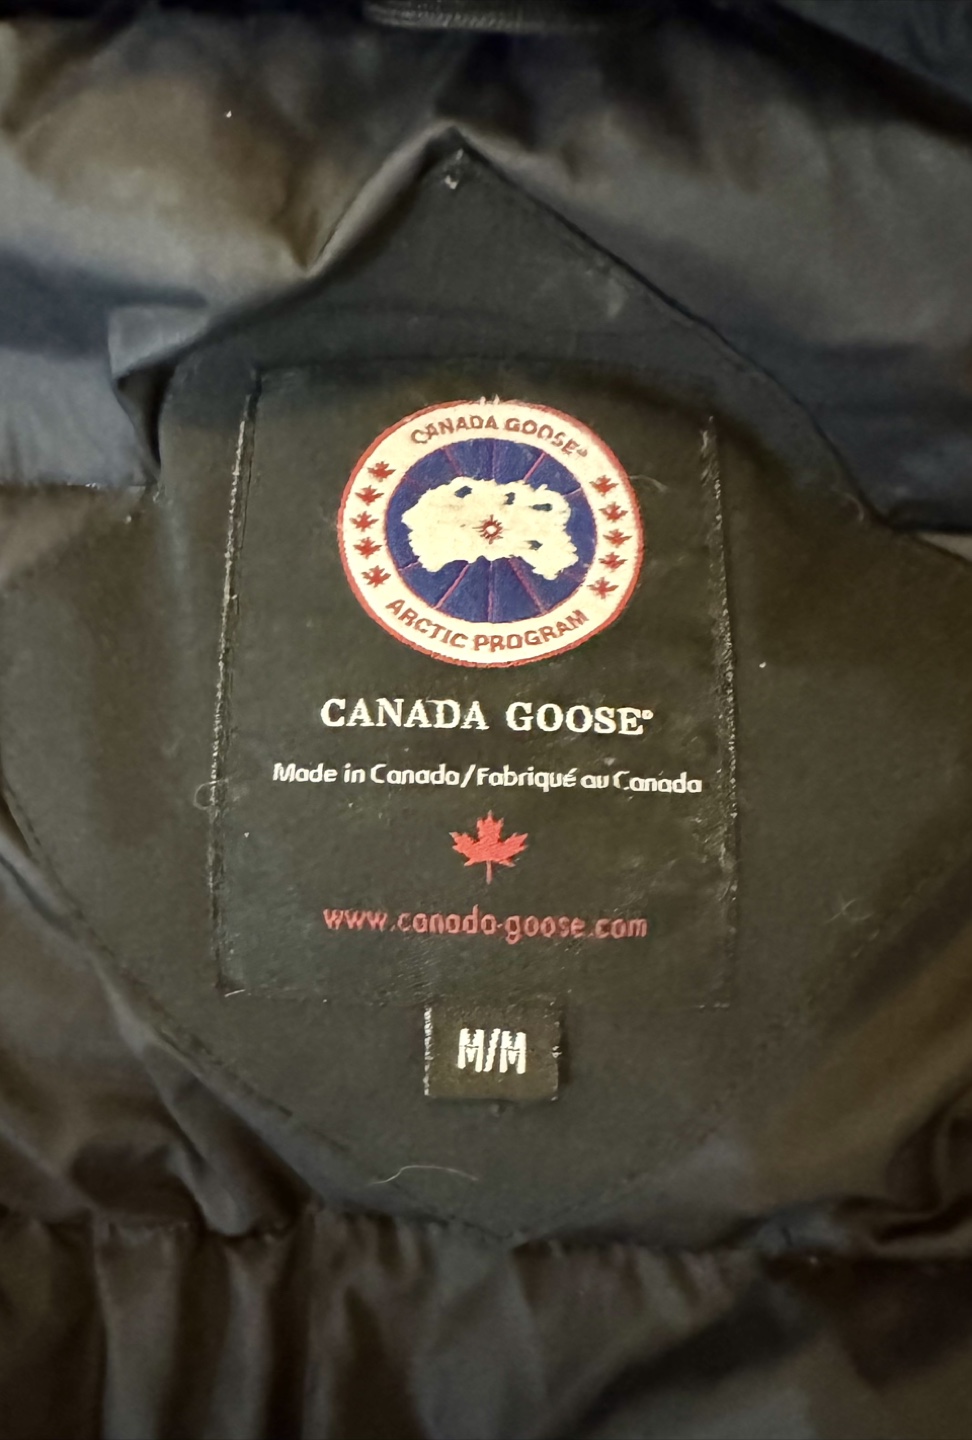 CANADA GOOSE®
ARCTIC PROGRAM
CANADA GOOSE®
Made in Canada/Fabriqué au Canada
www.canada-goose.com
M/M